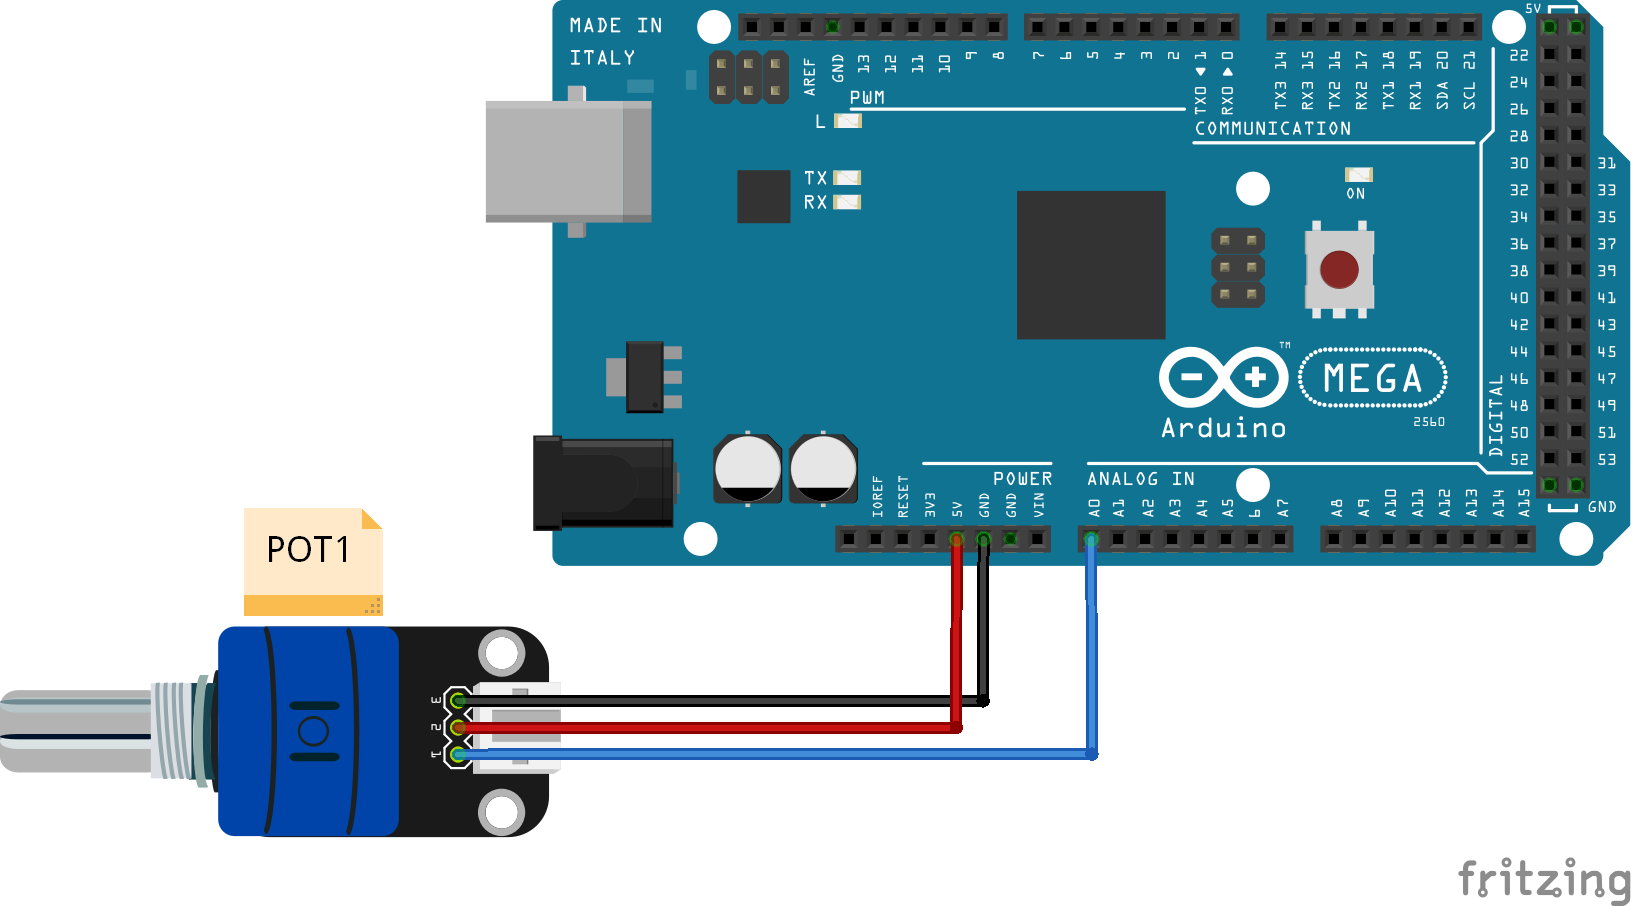 MADE IN
ITALY
AREF
GND
13
12
11
10
9
8
7
6
5
4
3
2
TX0 ▶ 1
RX0 ◀ 0
TX3 14
RX3 15
TX2 16
RX2 17
TX1 18
RX1 19
SDA 20
SCL 21
5V
PWM
L
COMMUNICATION
TX
RX
ON
22
24
26
28
30 31
32 33
34 35
36 37
38 39
40 41
42 43
44 45
46 47
48 49
50 51
52 53
DIGITAL
GND
TM
MEGA
Arduino
2560
POWER
ANALOG IN
IOREF
RESET
3V3
5V
GND
GND
VIN
A0
A1
A2
A3
A4
A5
6
A7
A8
A9
A10
A11
A12
A13
A14
A15
POT1
3
2
1
fritzing